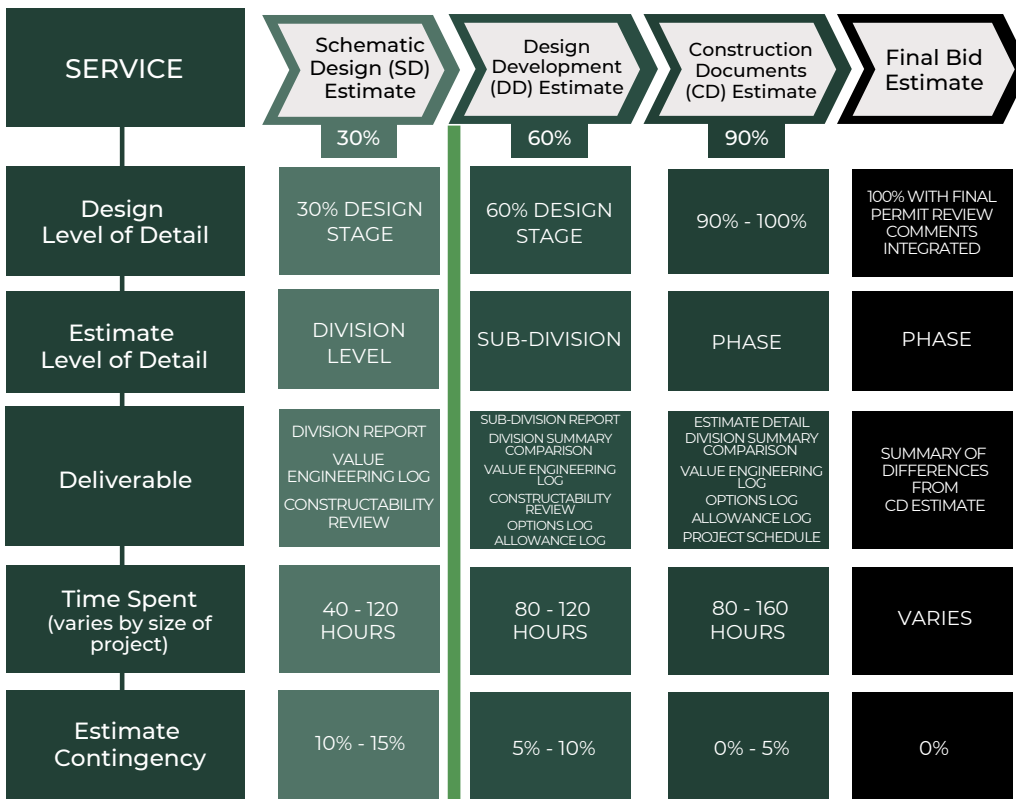 SERVICE
Schematic
Design (SD)
Estimate
Design
Development
(DD) Estimate
Construction
Documents
(CD) Estimate
Final Bid
Estimate
30%
60%
90%
Design
Level of Detail
30% DESIGN
STAGE
60% DESIGN
STAGE
90% - 100%
100% WITH FINAL
PERMIT REVIEW
COMMENTS
INTEGRATED
Estimate
Level of Detail
DIVISION
LEVEL
SUB-DIVISION
PHASE
PHASE
Deliverable
DIVISION REPORT
VALUE
ENGINEERING LOG
CONSTRUCTABILITY
REVIEW
SUB-DIVISION REPORT
DIVISION SUMMARY
COMPARISON
VALUE ENGINEERING
LOG
CONSTRUCTABILITY
REVIEW
OPTIONS LOG
ALLOWANCE LOG
ESTIMATE DETAIL
DIVISION SUMMARY
COMPARISON
VALUE ENGINEERING
LOG
OPTIONS LOG
ALLOWANCE LOG
PROJECT SCHEDULE
SUMMARY OF
DIFFERENCES
FROM
CD ESTIMATE
Time Spent
(varies by size of
project)
40 - 120
HOURS
80 - 120
HOURS
80 - 160
HOURS
VARIES
Estimate
Contingency
10% - 15%
5% - 10%
0% - 5%
0%